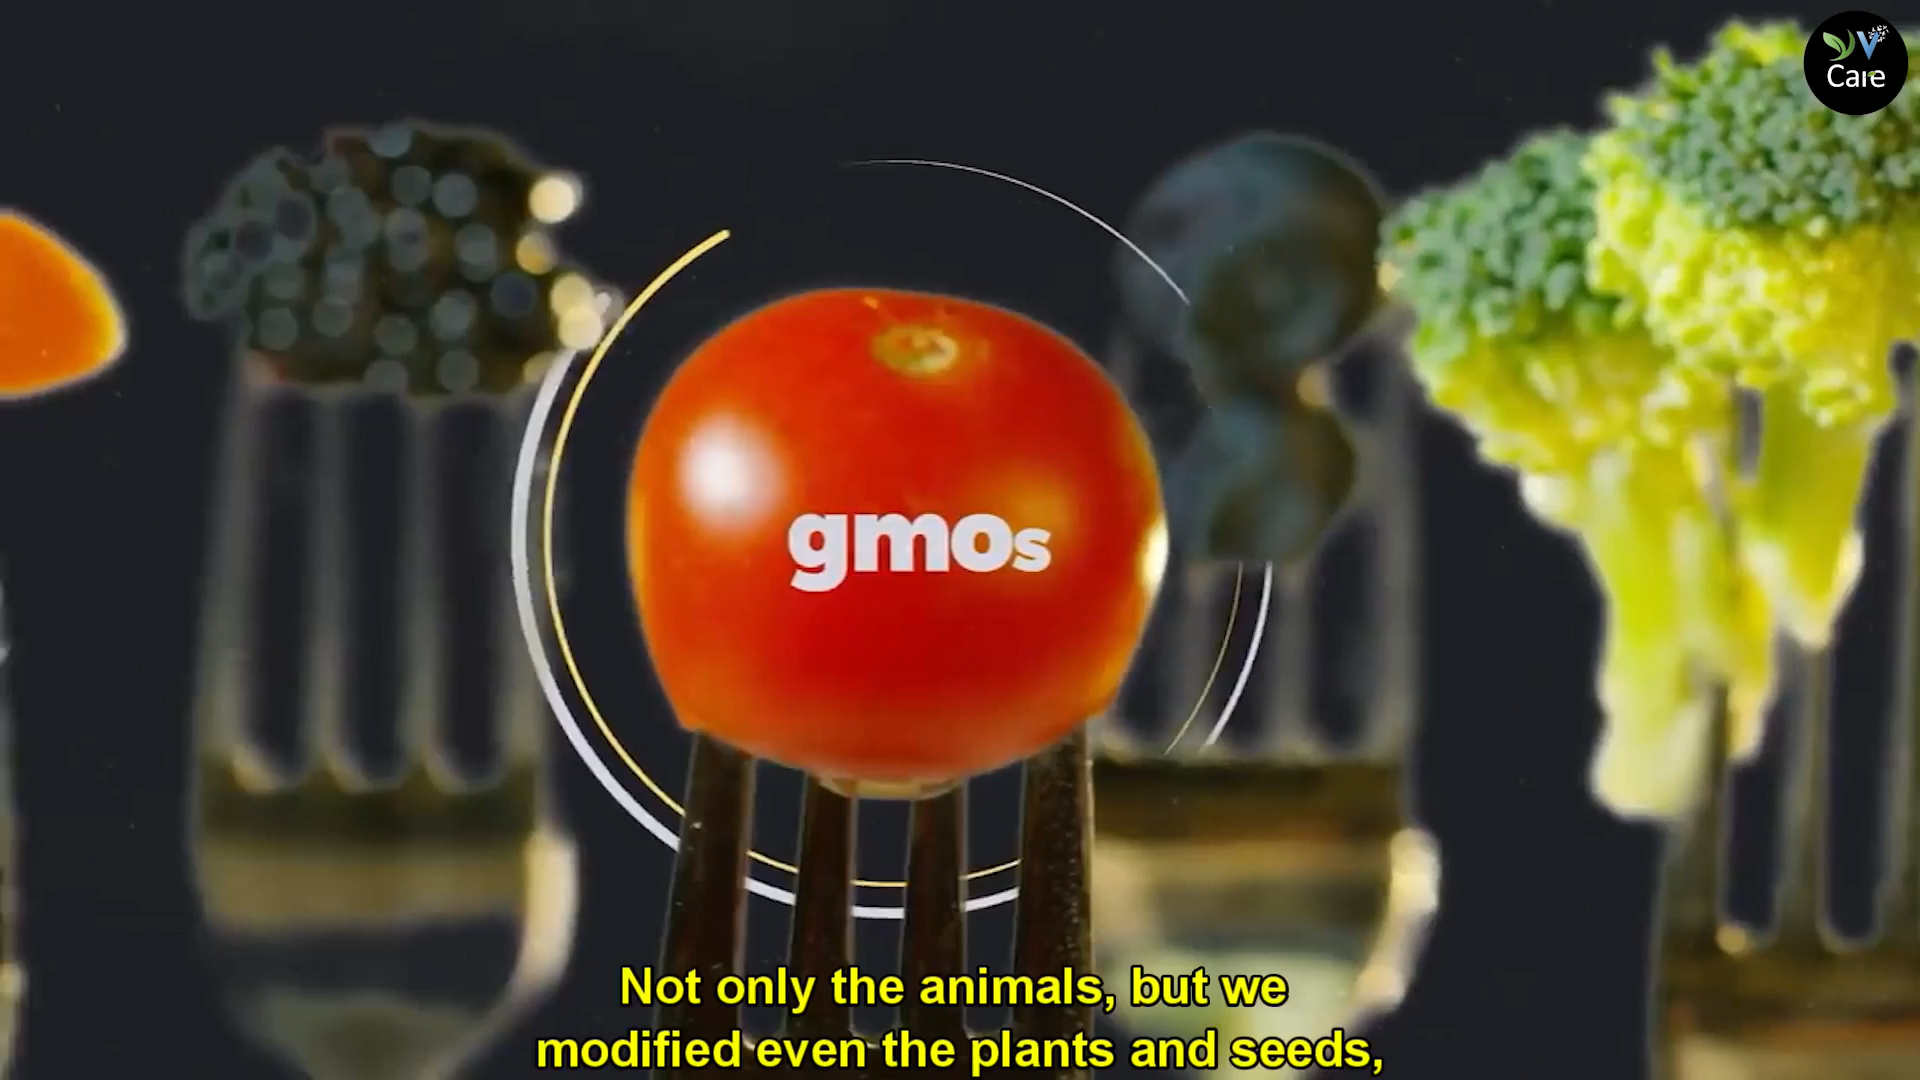 V
Care
gmos
Not only the animals, but we
modified even the plants and seeds,